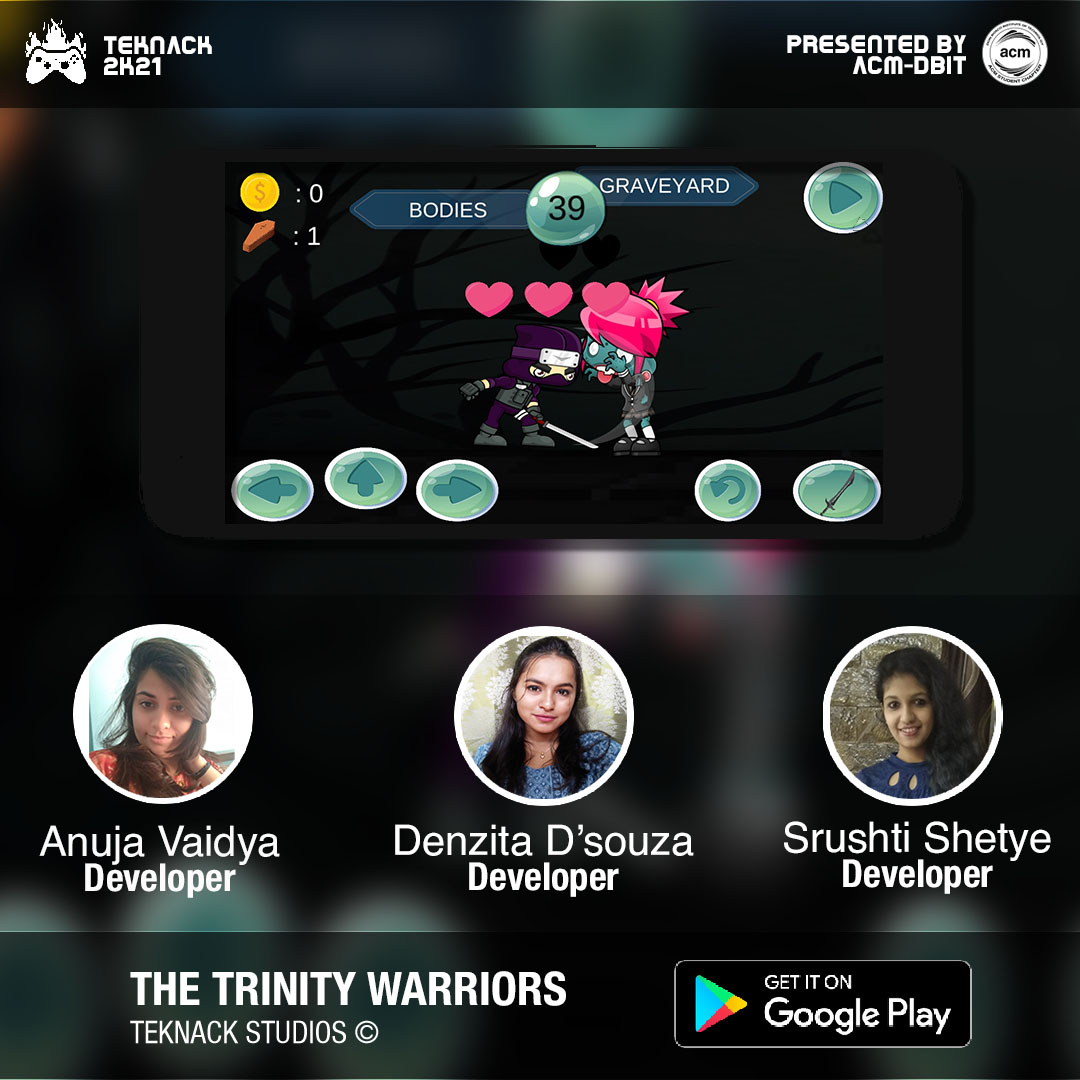 TEKNACK
2K21
PRESENTED BY
ACM-DBIT
acm
ACM STUDENT CHAPTER
: 0
: 1
BODIES
39
GRAVEYARD
Anuja Vaidya
Developer
Denzita D’souza
Developer
Srushti Shetye
Developer
THE TRINITY WARRIORS
TEKNACK STUDIOS ©
GET IT ON
Google Play